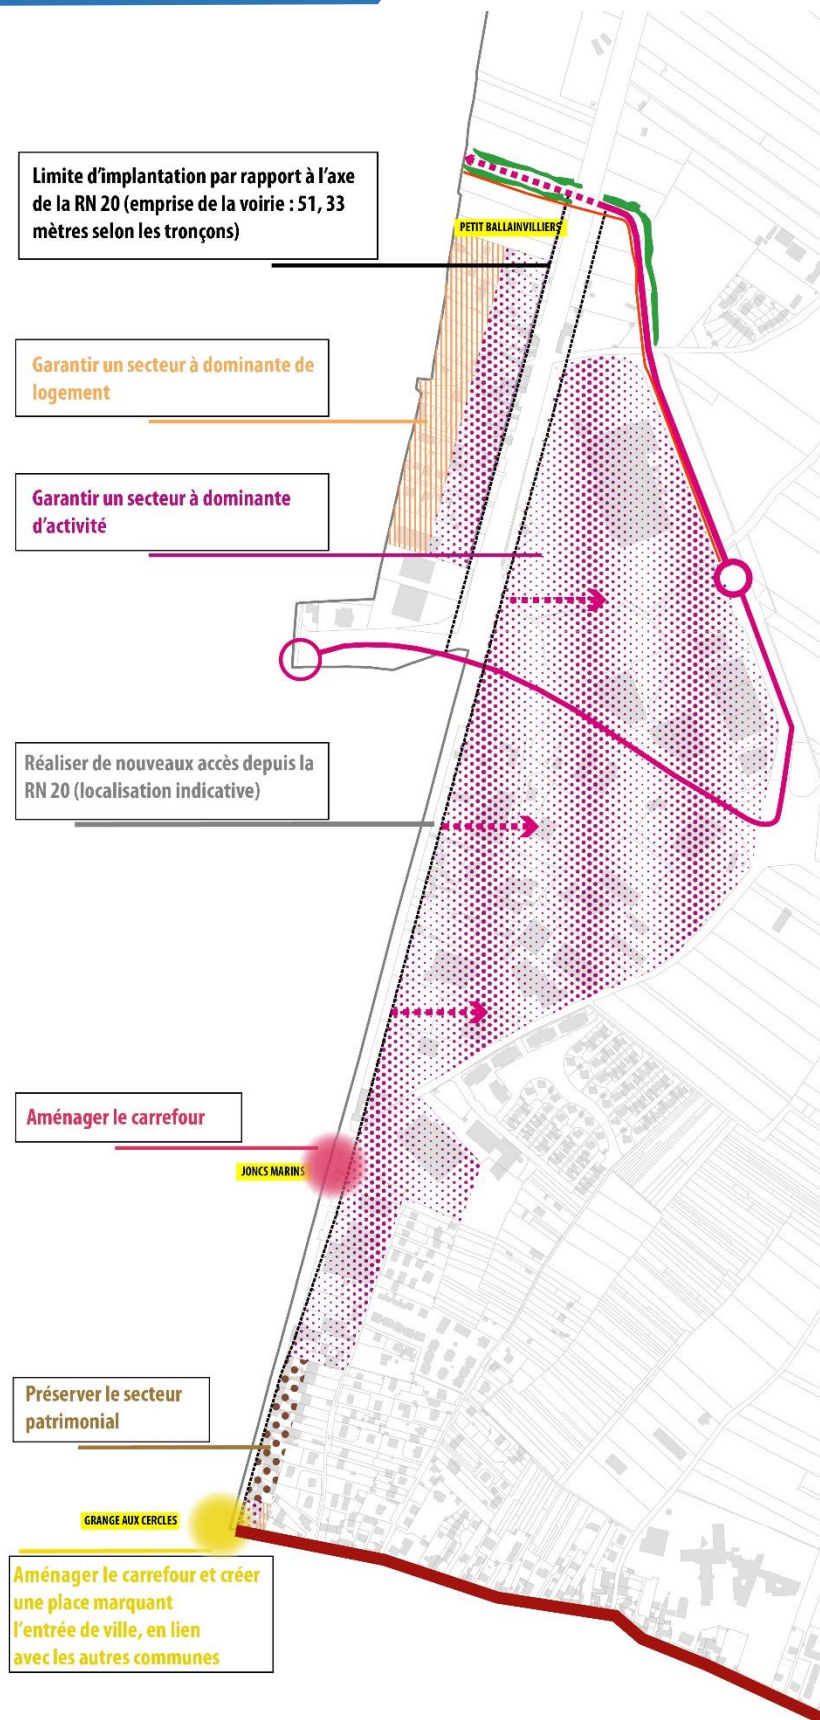 Limite d'implantation par rapport à l'axe
de la RN 20 (emprise de la voirie : 51, 33
mètres selon les tronçons)
PETIT BALLAINVILLIERS
Garantir un secteur à dominante de
logement
Garantir un secteur à dominante
d'activité
Réaliser de nouveaux accès depuis la
RN 20 (localisation indicative)
Aménager le carrefour
JONCS MARINS
Préserver le secteur
patrimonial
GRANGE AUX CERCLES
Aménager le carrefour et créer
une place marquant
l'entrée de ville, en lien
avec les autres communes